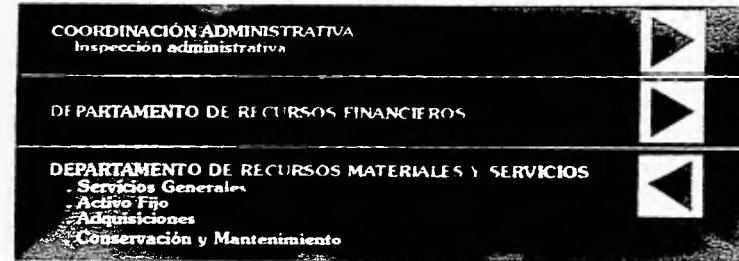 COORDINACIÓN ADMINISTRATIVA
Inspección administrativa
DEPARTAMENTO DE RECURSOS FINANCIEROS
DEPARTAMENTO DE RECURSOS MATERIALES Y SERVICIOS
. Servicios Generales
. Activo Fijo
. Adquisiciones
. Conservación y Mantenimiento